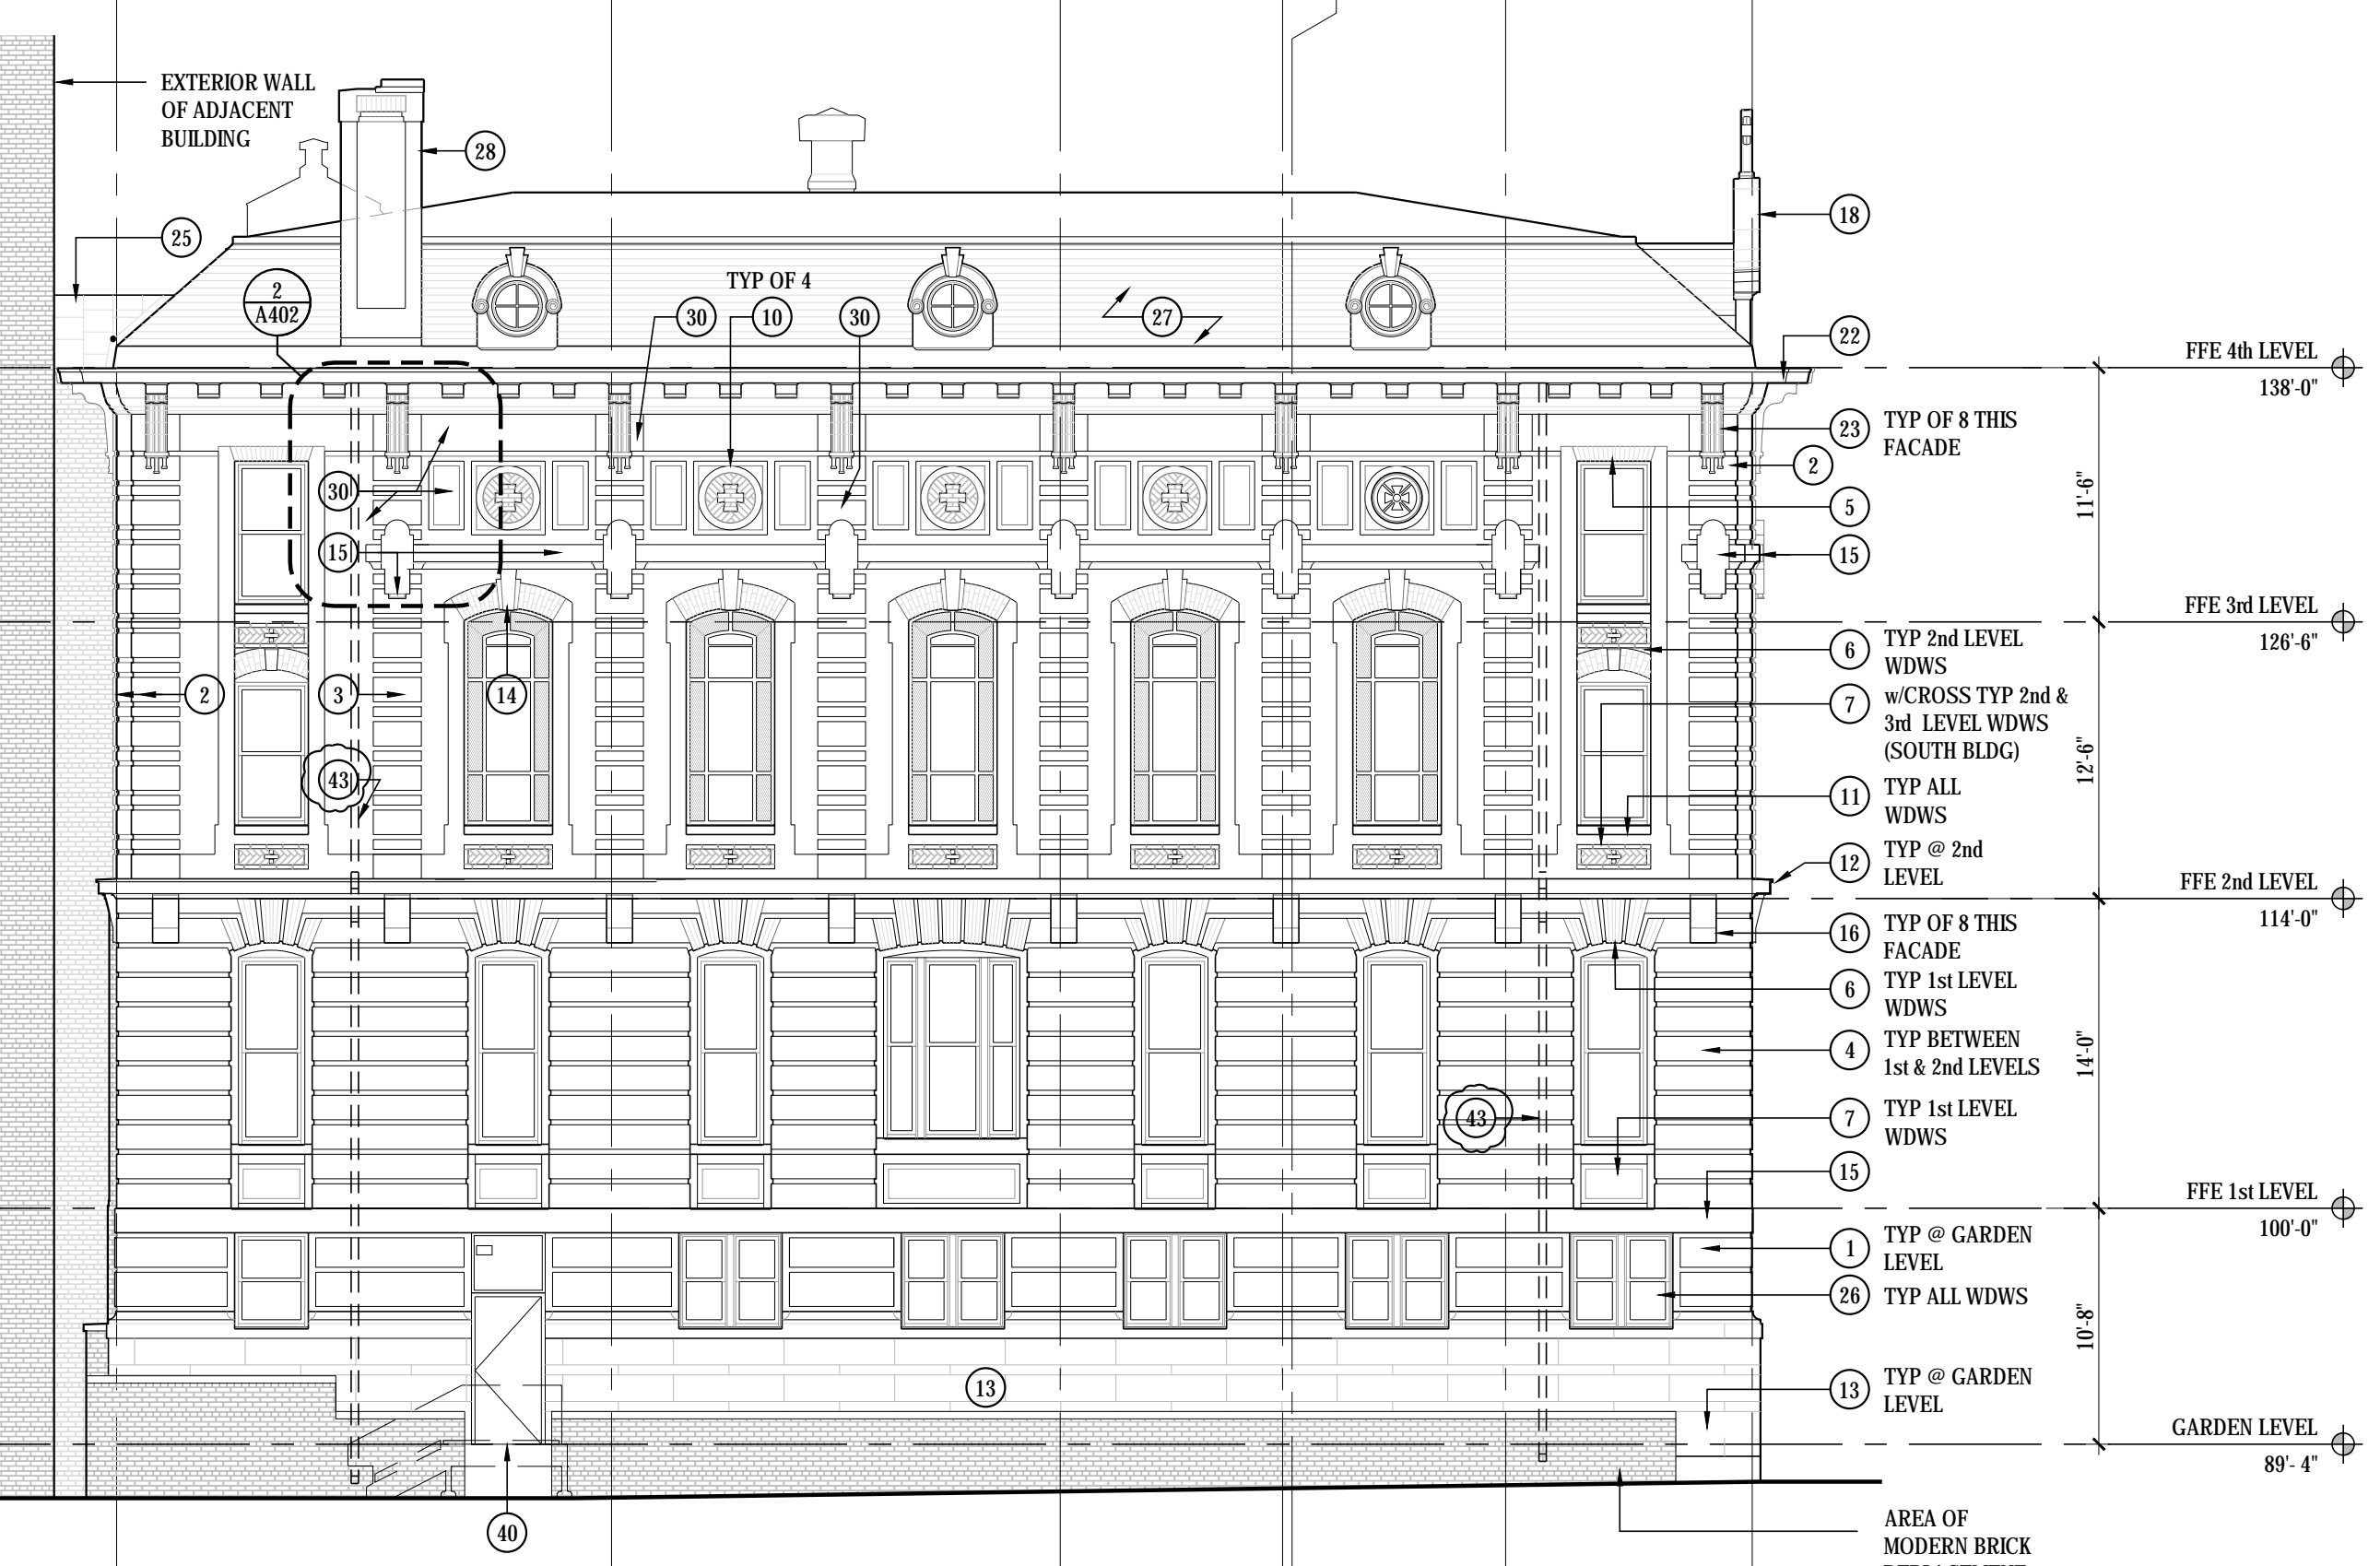 EXTERIOR WALL
OF ADJACENT
BUILDING
28
25
18
2
A402
TYP OF 4
30
10
30
27
22
FFE 4th LEVEL
138'-0"
23
TYP OF 8 THIS
FACADE
2
30
5
11'-6"
15
15
FFE 3rd LEVEL
126'-6"
6
TYP 2nd LEVEL
WDWS
2
3
14
7
w/CROSS TYP 2nd &
3rd LEVEL WDWS
(SOUTH BLDG)
12'-6"
43
11
TYP ALL
WDWS
12
TYP @ 2nd
LEVEL
FFE 2nd LEVEL
114'-0"
16
TYP OF 8 THIS
FACADE
6
TYP 1st LEVEL
WDWS
4
TYP BETWEEN
1st & 2nd LEVELS
14'-0"
43
7
TYP 1st LEVEL
WDWS
15
FFE 1st LEVEL
100'-0"
1
TYP @ GARDEN
LEVEL
26
TYP ALL WDWS
10'-8"
13
13
TYP @ GARDEN
LEVEL
GARDEN LEVEL
89'- 4"
40
AREA OF
MODERN BRICK